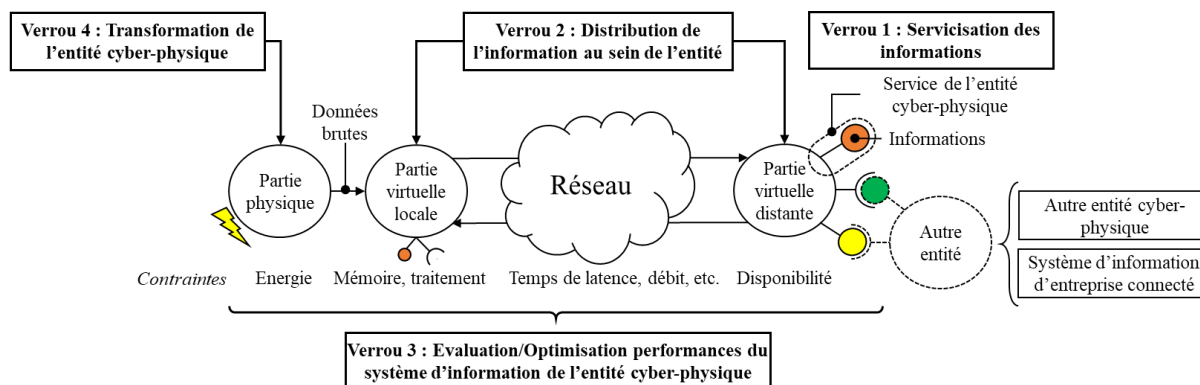 Verrou 4 : Transformation de
l'entité cyber-physique
Verrou 2 : Distribution de
l'information au sein de l'entité
Verrou 1 : Servicisation des
informations
Service de l'entité
cyber-physique
Informations
Données
brutes
Partie
physique
Partie
virtuelle
locale
Réseau
Partie
virtuelle
distante
Autre
entité
Autre entité cyber-
physique
Système d'information
d'entreprise connecté
Contraintes
Energie
Mémoire, traitement
Temps de latence, débit, etc.
Disponibilité
Verrou 3 : Evaluation/Optimisation performances du
système d'information de l'entité cyber-physique